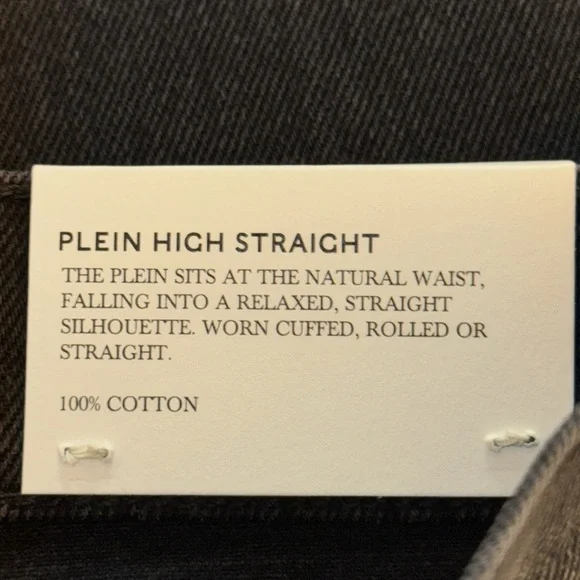 PLEIN HIGH STRAIGHT
THE PLEIN SITS AT THE NATURAL WAIST,
FALLING INTO A RELAXED, STRAIGHT
SILHOUETTE. WORN CUFFED, ROLLED OR
STRAIGHT.
100% COTTON